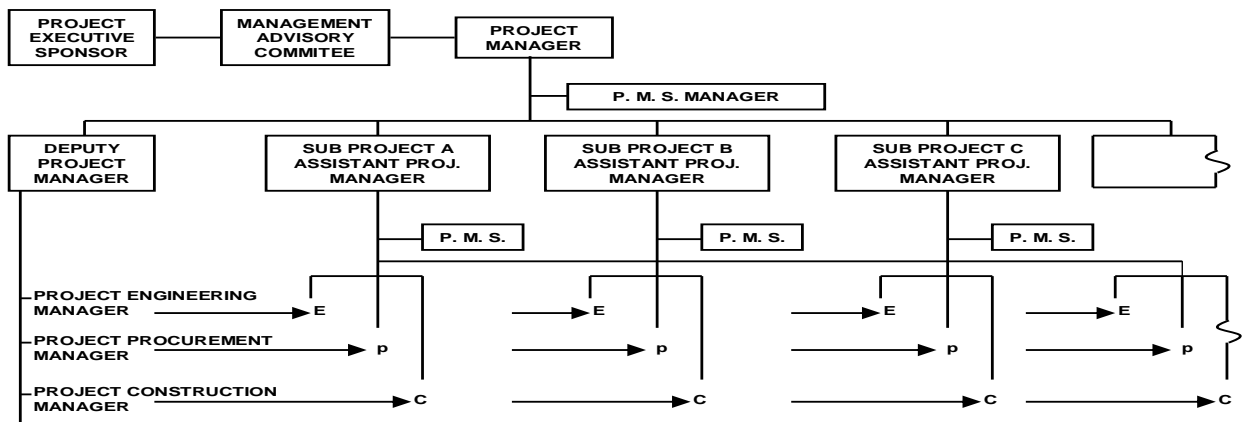 PROJECT
EXECUTIVE
SPONSOR
MANAGEMENT
ADVISORY
COMMITEE
PROJECT
MANAGER
P. M. S. MANAGER
DEPUTY
PROJECT
MANAGER
SUB PROJECT A
ASSISTANT PROJ.
MANAGER
SUB PROJECT B
ASSISTANT PROJ.
MANAGER
SUB PROJECT C
ASSISTANT PROJ.
MANAGER
P. M. S.
P. M. S.
P. M. S.
PROJECT ENGINEERING
MANAGER
E
E
E
E
PROJECT PROCUREMENT
MANAGER
p
p
p
p
PROJECT CONSTRUCTION
MANAGER
C
C
C
C